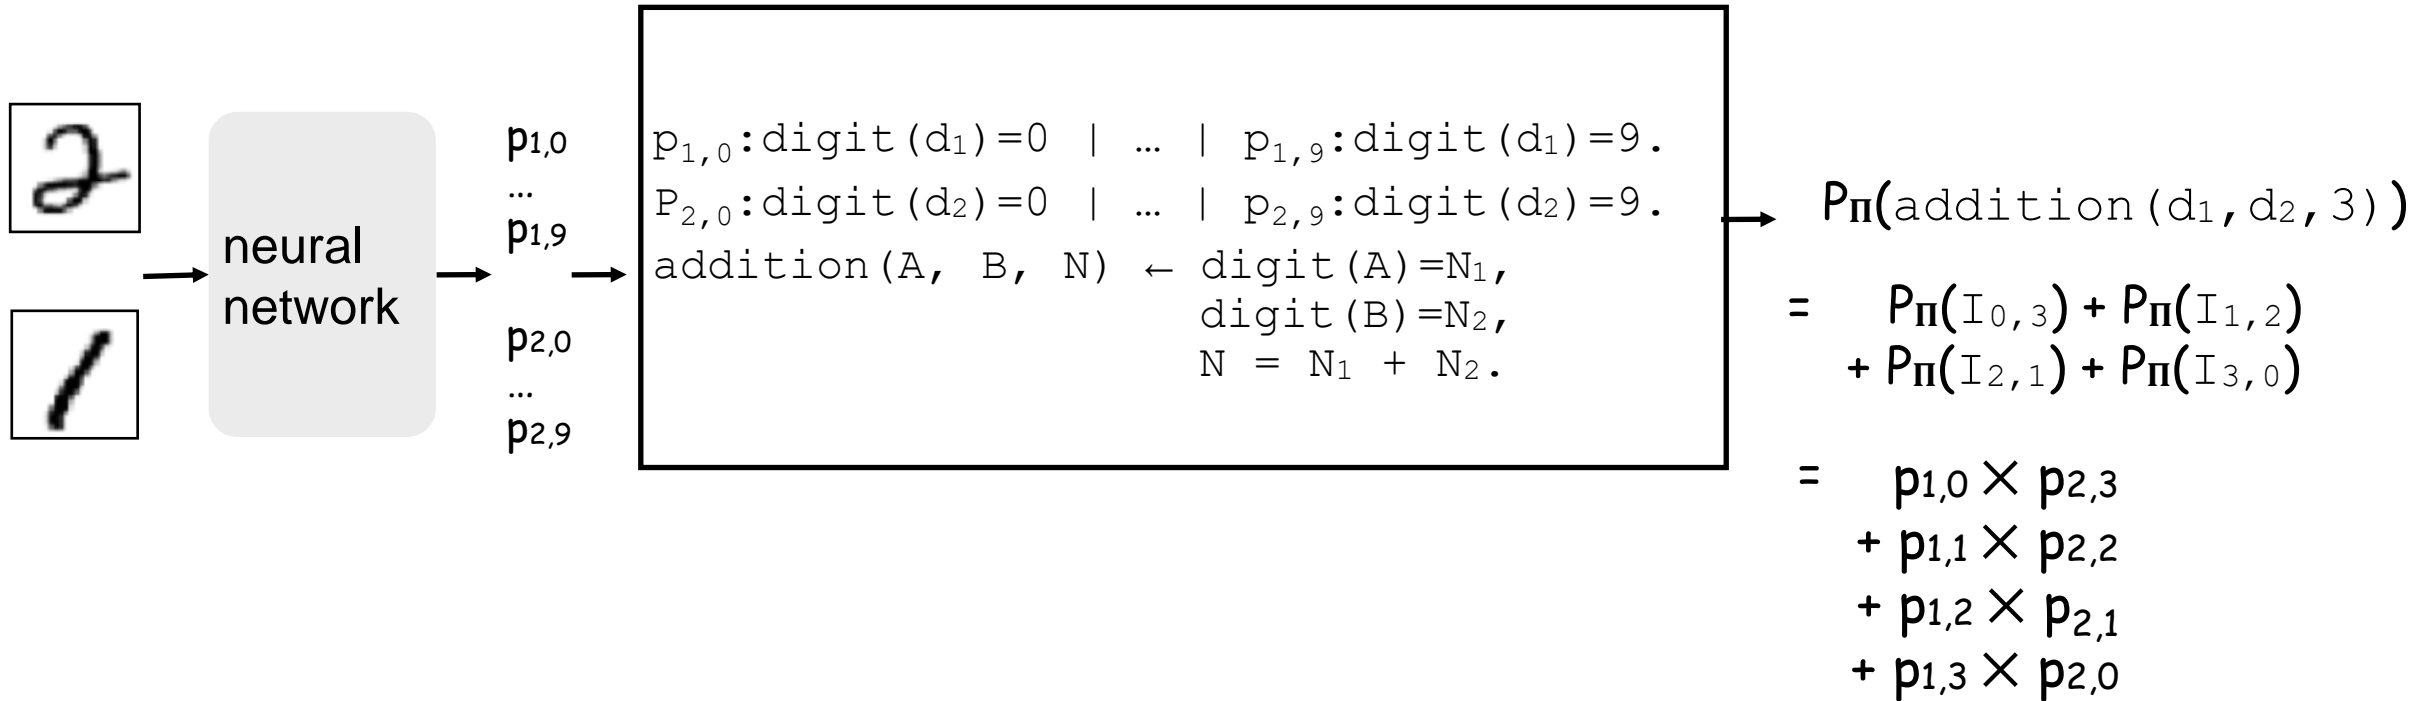 2
1
neural
network
p1,0
...
p1,9
p2,0
...
p2,9
p1,0:digit(d1)=0 | … | p1,9:digit(d1)=9.
P2,0:digit(d2)=0 | … | p2,9:digit(d2)=9.
addition(A, B, N) ← digit(A)=N1,
digit(B)=N2,
N = N1 + N2.
PΠ(addition(d1,d2,3))
= PΠ(I0,3) + PΠ(I1,2)
+ PΠ(I2,1) + PΠ(I3,0)
= p1,0 × p2,3
+ p1,1 × p2,2
+ p1,2 × p2,1
+ p1,3 × p2,0